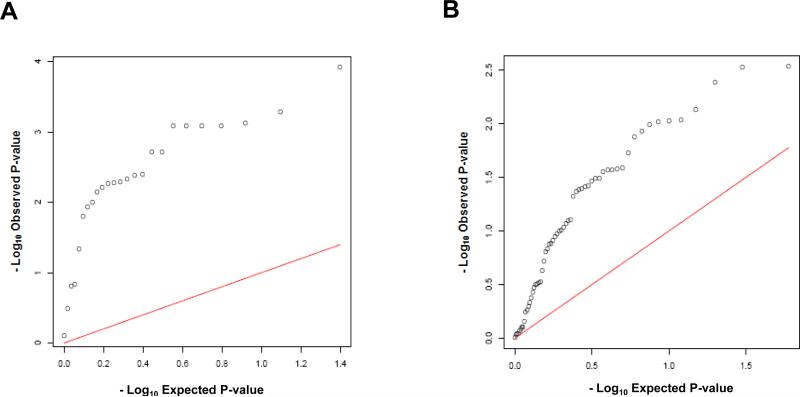 A
B
4
3
2
1
0
- Log10 Observed P-value
0.0 0.2 0.4 0.6 0.8 1.0 1.2 1.4
- Log10 Expected P-value
2.5
2.0
1.5
1.0
0.5
0.0
- Log10 Observed P-value
0.0 0.5 1.0 1.5
- Log10 Expected P-value